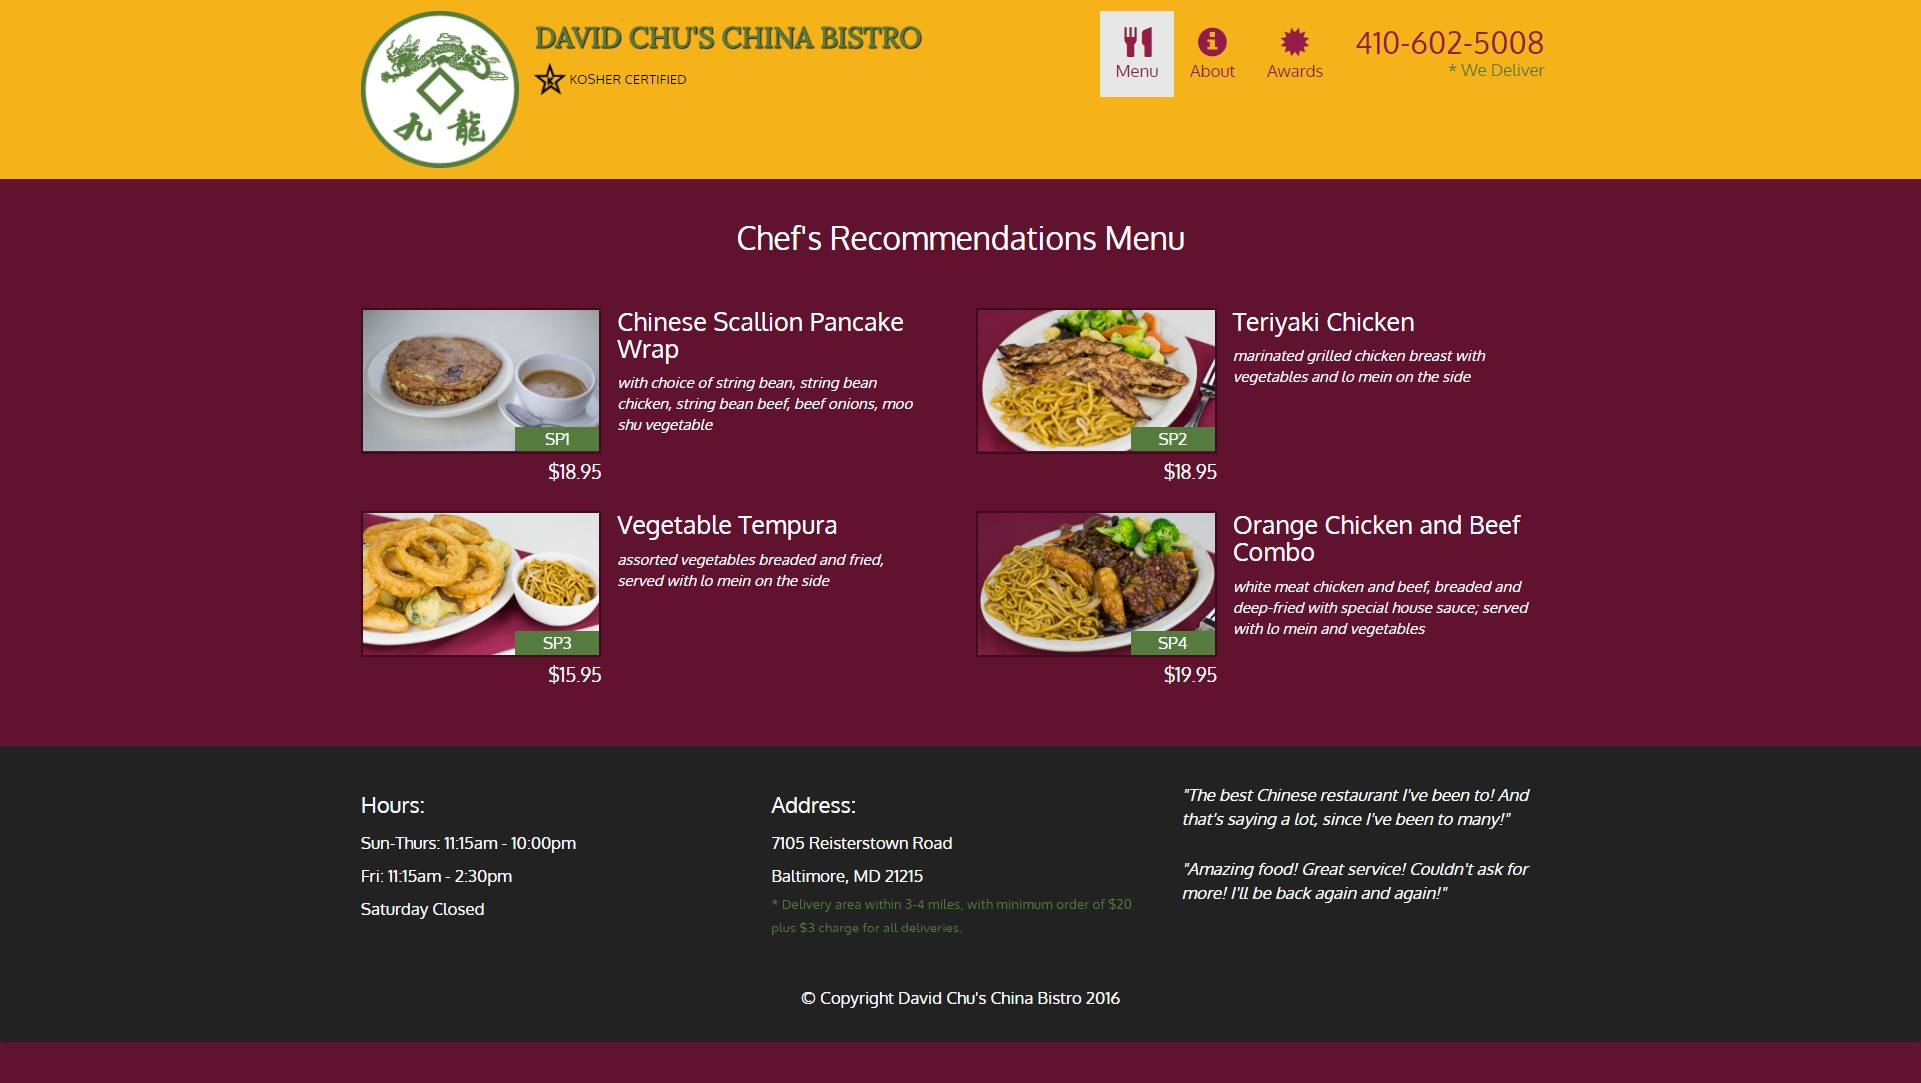 DAVID CHU'S CHINA BISTRO
KOSHER CERTIFIED
九龍
Menu
About
Awards
410-602-5008
* We Deliver
Chef's Recommendations Menu
SP1
$18.95
Chinese Scallion Pancake
Wrap
with choice of string bean, string bean
chicken, string bean beef, beef onions, moo
shu vegetable
SP2
$18.95
Teriyaki Chicken
marinated grilled chicken breast with
vegetables and lo mein on the side
SP3
$15.95
Vegetable Tempura
assorted vegetables breaded and fried,
served with lo mein on the side
SP4
$19.95
Orange Chicken and Beef
Combo
white meat chicken and beef, breaded and
deep-fried with special house sauce; served
with lo mein and vegetables
Hours:
Sun-Thurs: 11:15am - 10:00pm
Fri: 11:15am - 2:30pm
Saturday Closed
Address:
7105 Reisterstown Road
Baltimore, MD 21215
* Delivery area within 3-4 miles, with minimum order of $20
plus $3 charge for all deliveries.
"The best Chinese restaurant I've been to! And
that's saying a lot, since I've been to many!"
"Amazing food! Great service! Couldn't ask for
more! I'll be back again and again!"
© Copyright David Chu's China Bistro 2016